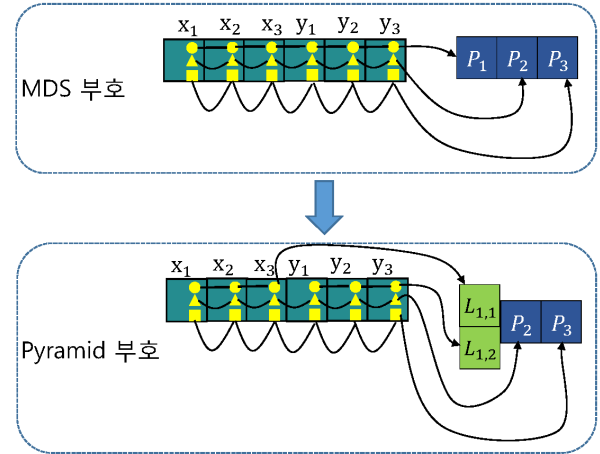 x₁ x₂ x₃ y₁ y₂ y₃
MDS 부호
P₁ P₂ P₃
x₁ x₂ x₃ y₁ y₂ y₃
L₁,₁
P₂ P₃
L₁,₂
Pyramid 부호